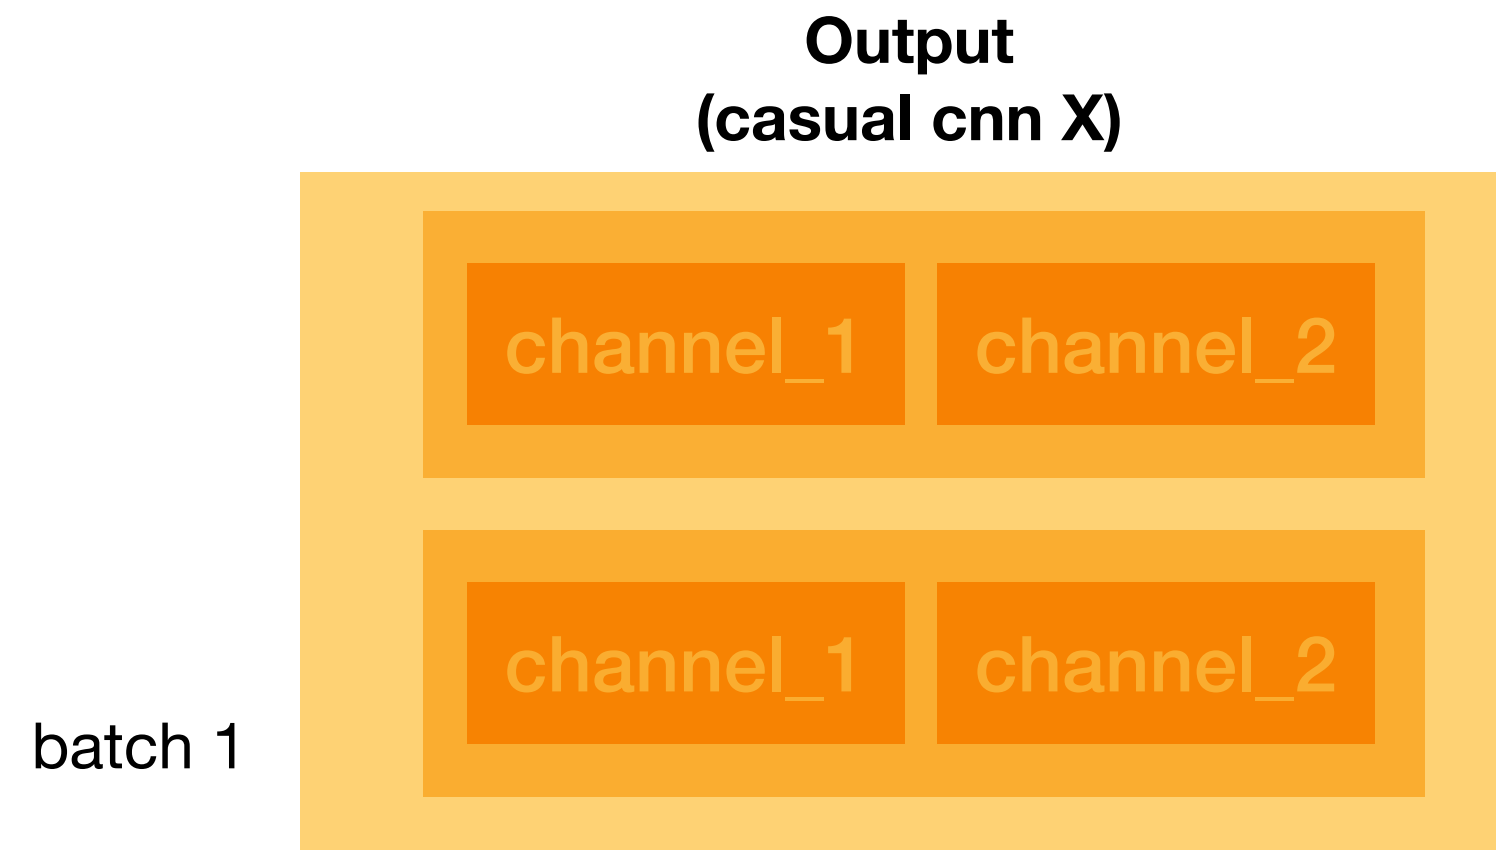 Output
(casual cnn X)
channel_1 channel_2
channel_1 channel_2
batch 1